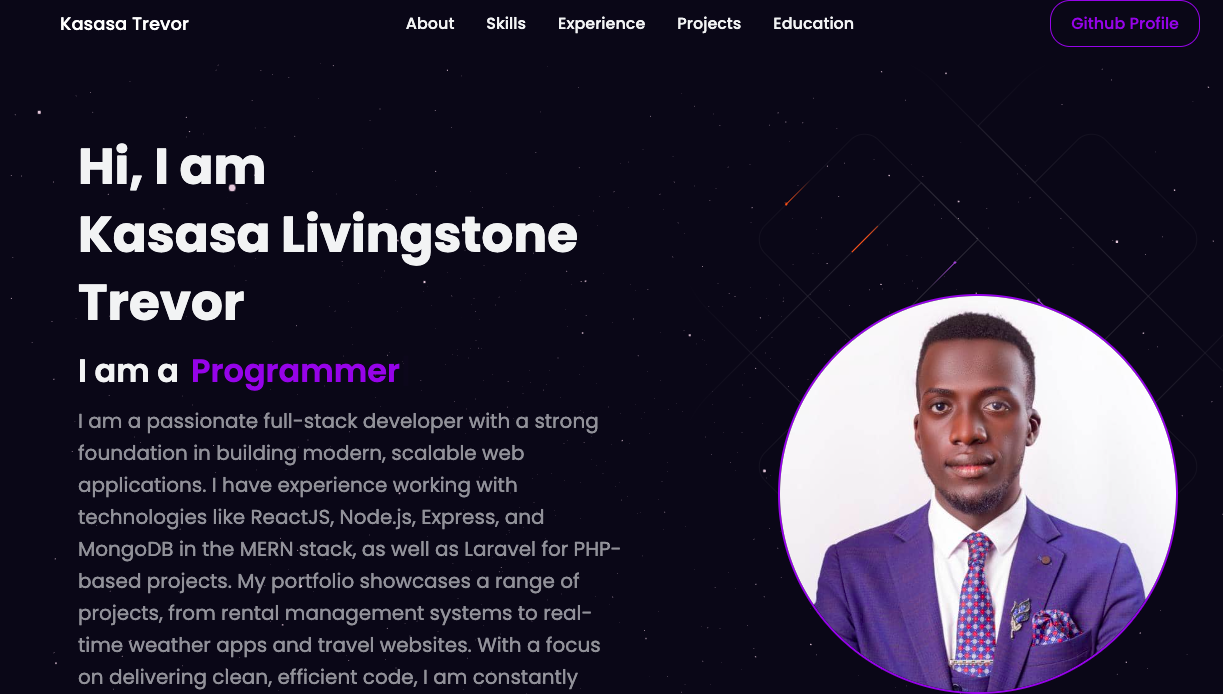 Kasasa Trevor
About Skills Experience Projects Education
Github Profile
Hi, I am
Kasasa Livingstone
Trevor
I am a Programmer
I am a passionate full-stack developer with a strong
foundation in building modern, scalable web
applications. I have experience working with
technologies like ReactJS, Node.js, Express, and
MongoDB in the MERN stack, as well as Laravel for PHP-
based projects. My portfolio showcases a range of
projects, from rental management systems to real-
time weather apps and travel websites. With a focus
on delivering clean, efficient code, I am constantly